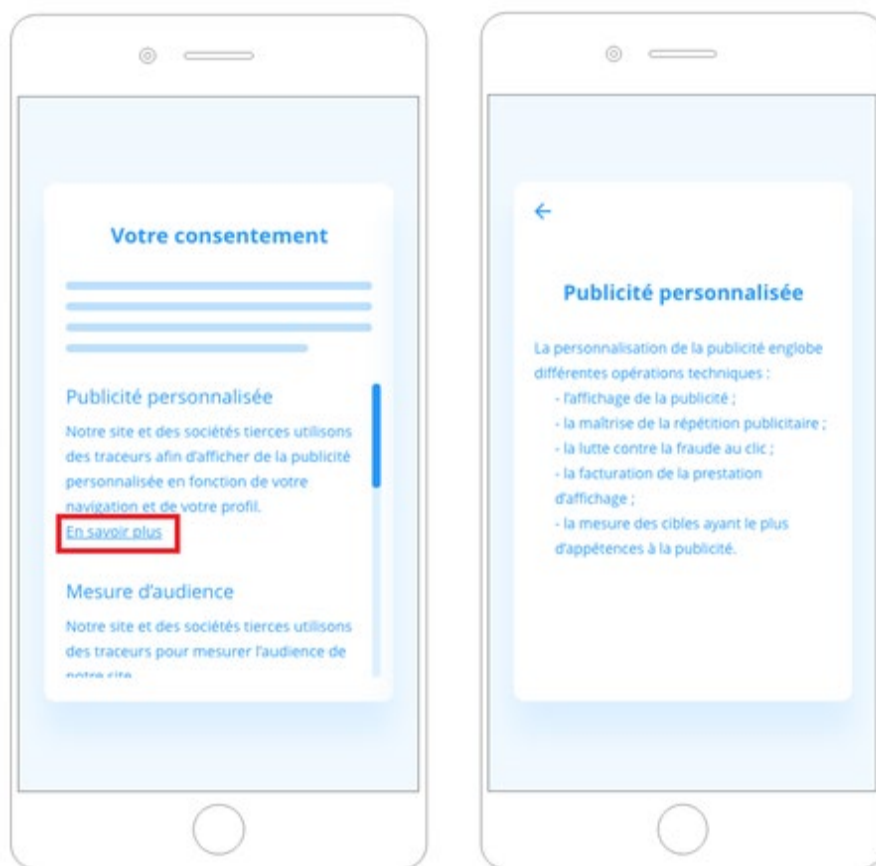 Votre consentement
Publicité personnalisée
Notre site et des sociétés tierces utilisons
des traceurs afin d'afficher de la publicité
personnalisée en fonction de votre
navigation et de votre profil.
En savoir plus
Mesure d'audience
Notre site et des sociétés tierces utilisons
des traceurs pour mesurer l'audience de
notre site
←
Publicité personnalisée
La personnalisation de la publicité englobe
différentes opérations techniques :
- l'affichage de la publicité ;
- la maîtrise de la répétition publicitaire ;
- la lutte contre la fraude au clic ;
- la facturation de la prestation
d'affichage ;
- la mesure des cibles ayant le plus
d'appétences à la publicité.